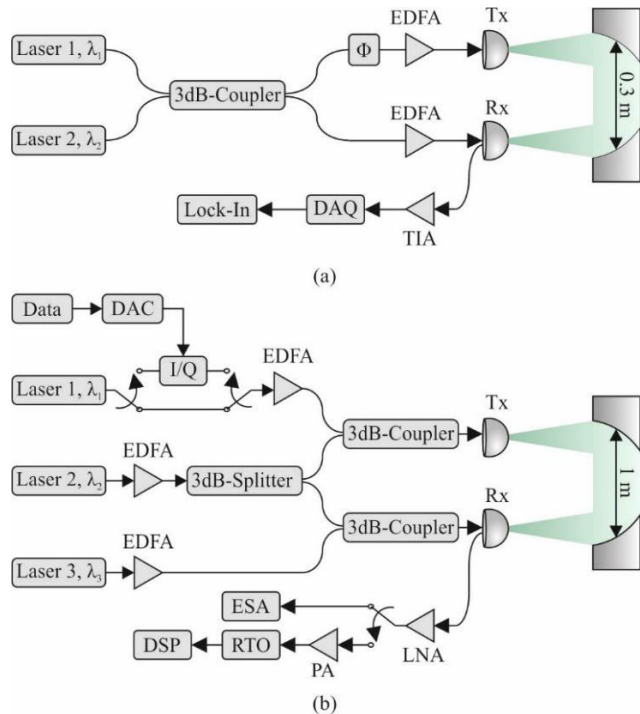 EDFA Tx
Laser 1, λ₁ Φ
3dB-Coupler EDFA Rx 0.3 m
Laser 2, λ₂
Lock-In DAQ
TIA
(a)
Data DAC
I/Q EDFA
Laser 1, λ₁ Tx
3dB-Coupler
EDFA
Laser 2, λ₂ 3dB-Splitter 1 m
Rx
EDFA 3dB-Coupler
Laser 3, λ₃
ESA
DSP RTO PA LNA
(b)